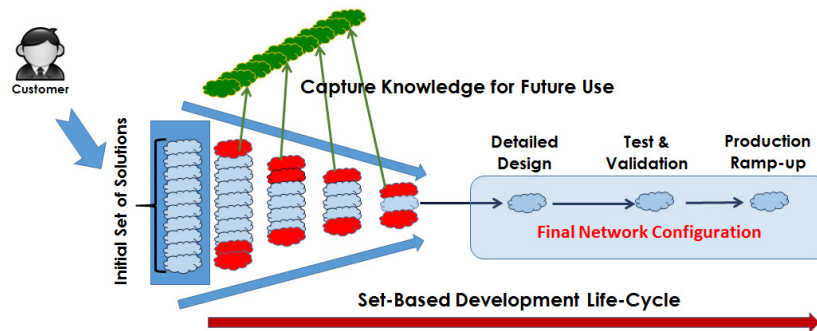 Customer
Capture Knowledge for Future Use
Initial Set of Solutions
Detailed
Design
Test &
Validation
Production
Ramp-up
Final Network Configuration
Set-Based Development Life-Cycle